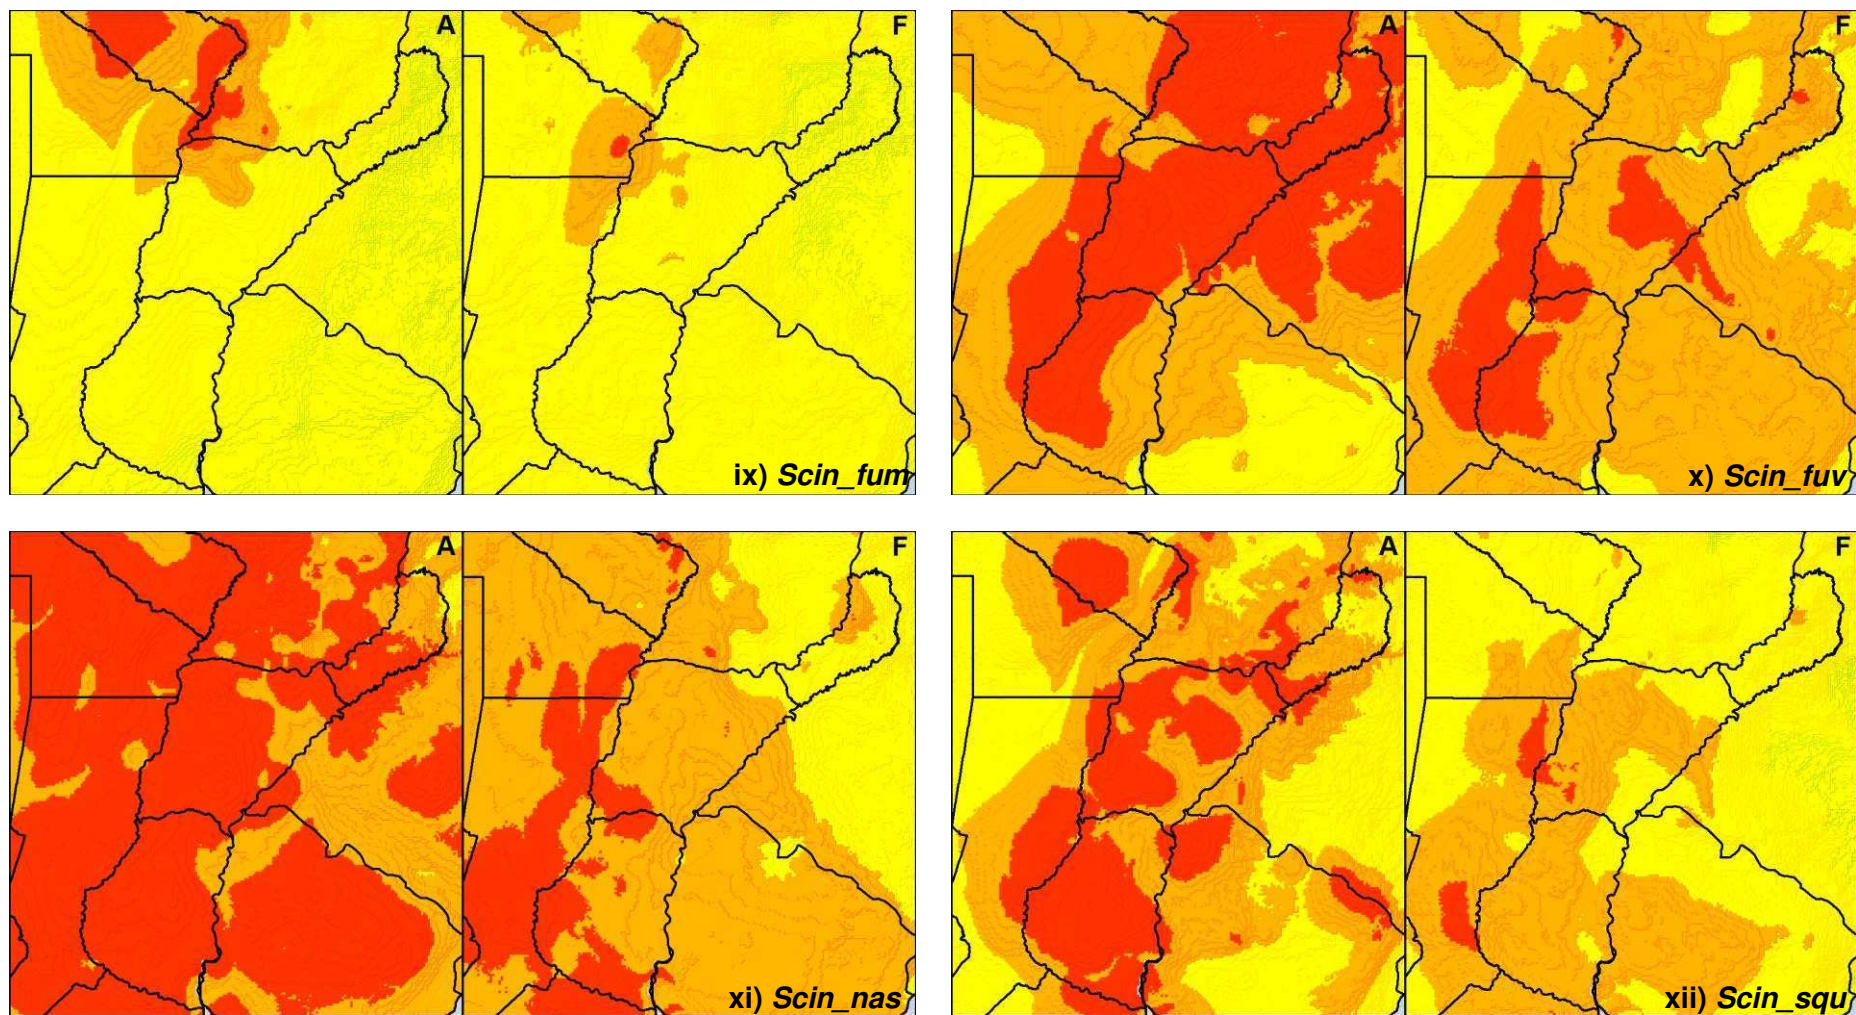 A
F
ix) Scin_fum
A
F
x) Scin_fuv
A
F
xi) Scin_nas
A
F
xii) Scin_squ